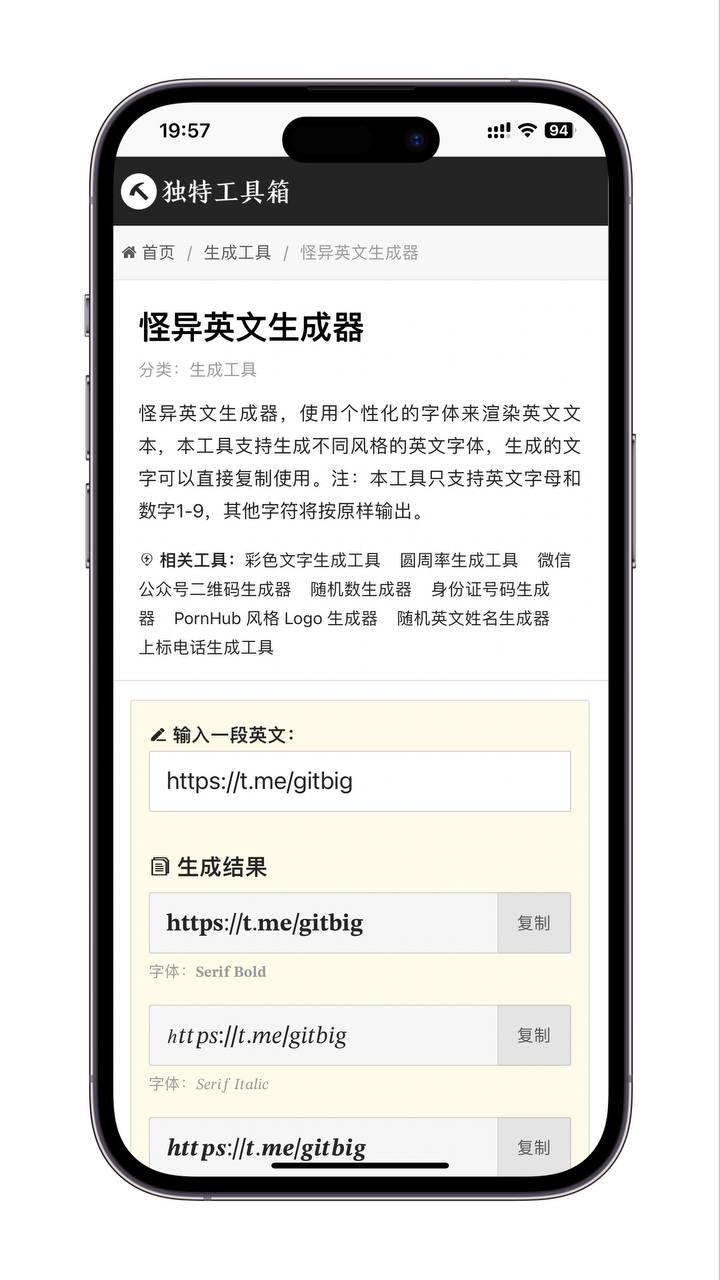 19:57
94
独特工具箱
首页 / 生成工具 / 怪异英文生成器
怪异英文生成器
分类：生成工具
怪异英文生成器，使用个性化的字体来渲染英文文
本，本工具支持生成不同风格的英文字体，生成的文
字可以直接复制使用。注：本工具只支持英文字母和
数字1-9，其他字符将按原样输出。
相关工具：彩色文字生成工具 圆周率生成工具 微信
公众号二维码生成器 随机数生成器 身份证号码生成
器 PornHub 风格 Logo 生成器 随机英文姓名生成器
上标电话生成工具
输入一段英文：
https://t.me/gitbig
生成结果
𝐡𝐭𝐭𝐩𝐬://𝐭.𝐦𝐞/𝐠𝐢𝐭𝐛𝐢𝐠 复制
字体：𝐒𝐞𝐫𝐢𝐟 𝐁𝐨𝐥𝐝
ℎ𝑡𝑡𝑝𝑠://𝑡.𝑚𝑒/𝑔𝑖𝑡𝑏𝑖𝑔 复制
字体：𝑆𝑒𝑟𝑖𝑓 𝐼𝑡𝑎𝑙𝑖𝑐
𝒉𝒕𝒕𝒑𝒔://𝒕.𝒎𝒆/𝒈𝒊𝒕𝒃𝒊𝒈 复制